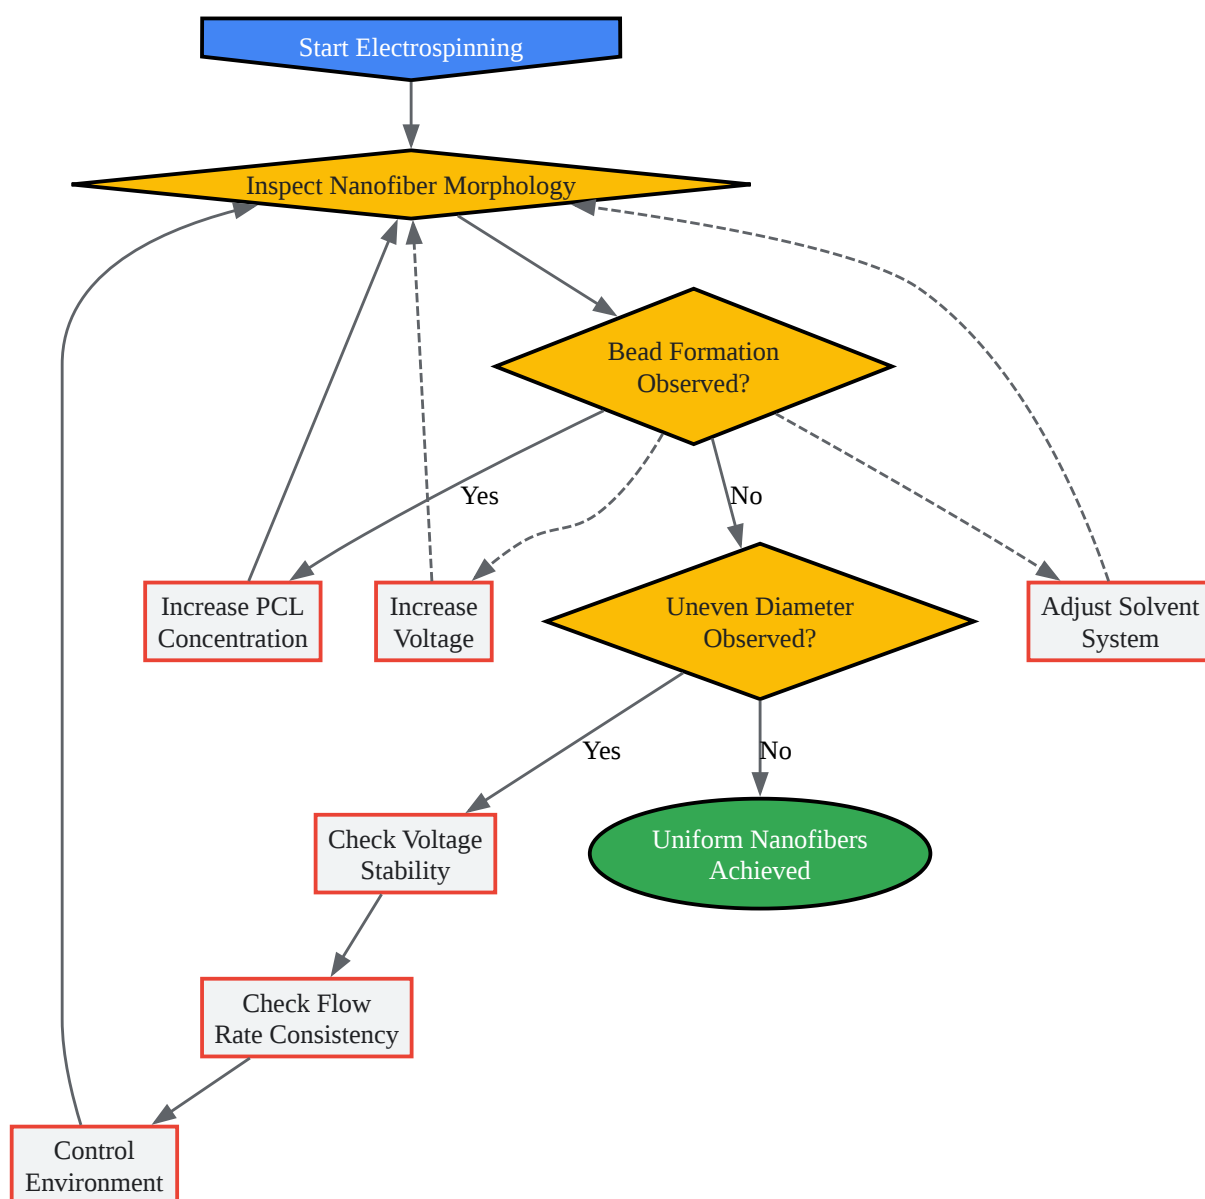 Start Electrospinning
Inspect Nanofiber Morphology
Bead Formation
Observed?
Yes
No
Increase PCL
Concentration
Increase
Voltage
Uneven Diameter
Observed?
Adjust Solvent
System
Yes
No
Check Voltage
Stability
Uniform Nanofibers
Achieved
Check Flow
Rate Consistency
Control
Environment